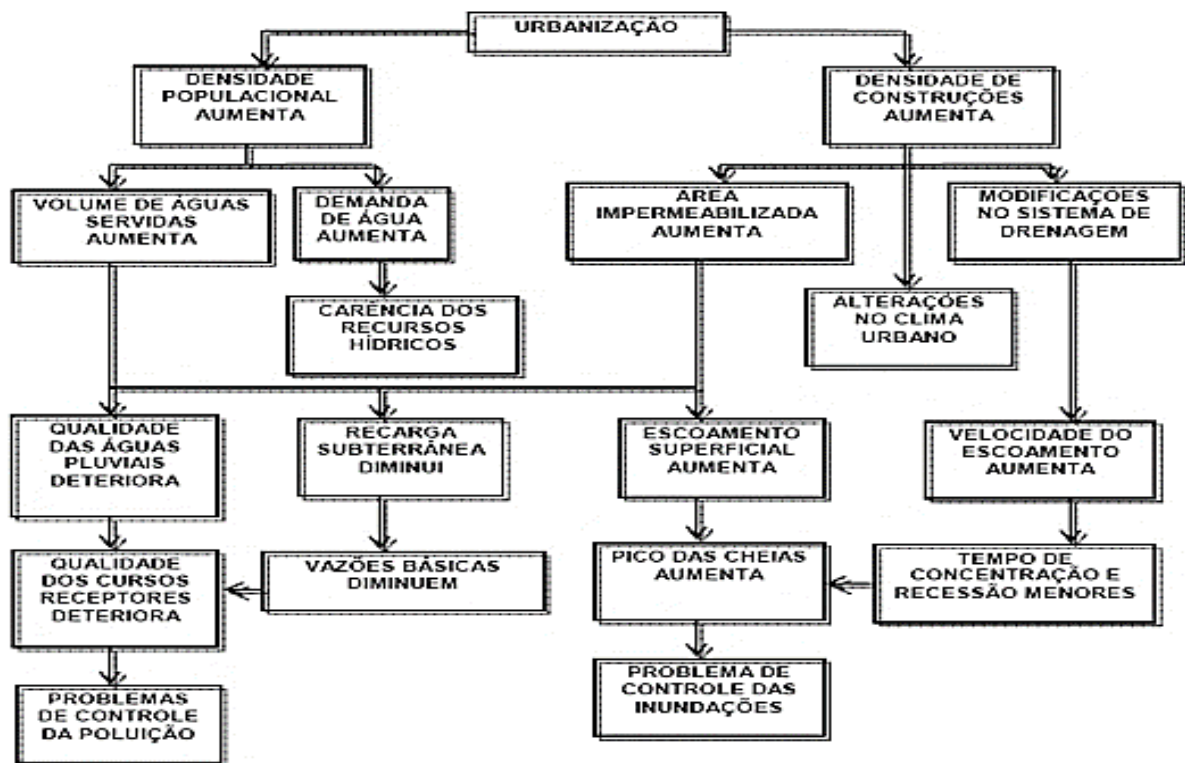 URBANIZAÇÃO
DENSIDADE
POPULACIONAL
AUMENTA
DENSIDADE DE
CONSTRUÇÕES
AUMENTA
VOLUME DE ÁGUAS
SERVIDAS
AUMENTA
DEMANDA
DE ÁGUA
AUMENTA
AREA
IMPERMEABILIZADA
AUMENTA
MODIFICAÇÕES
NO SISTEMA DE
DRENAGEM
CARÊNCIA DOS
RECURSOS
HÍDRICOS
ALTERAÇÕES
NO CLIMA
URBANO
QUALIDADE
DAS ÁGUAS
PLUVIAIS
DETERIORA
RECARGA
SUBTERRÂNEA
DIMINUI
ESCOAMENTO
SUPERFICIAL
AUMENTA
VELOCIDADE DO
ESCOAMENTO
AUMENTA
QUALIDADE
DOS CURSOS
RECEPTORES
DETERIORA
VAZÕES BÁSICAS
DIMINUEM
PICO DAS CHEIAS
AUMENTA
TEMPO DE
CONCENTRAÇÃO E
RECESSÃO MENORES
PROBLEMAS
DE CONTROLE
DA POLUIÇÃO
PROBLEMA DE
CONTROLE DAS
INUNDAÇÕES